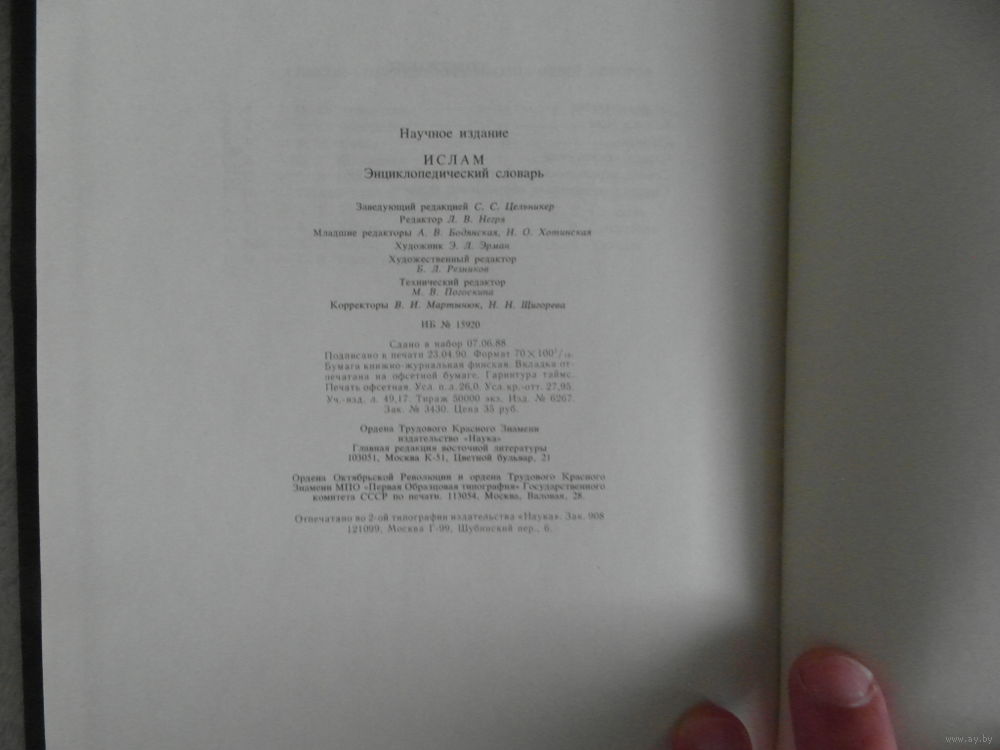 Научное издание
ИСЛАМ
Энциклопедический словарь
Заведующий редакцией С. С. Цельникер
Редактор Л. В. Негря
Младшие редакторы А. В. Бодянская, Н. О. Хотинская
Художник Э. Л. Эрман
Художественный редактор
Б. Л. Резников
Технический редактор
М. В. Погоскина
Корректоры В. И. Мартынюк, Н. Н. Щигорева
ИБ № 15920
Сдано в набор 07.06.88
Подписано к печати 23.04.90. Формат 70×100¹/₁₆.
Бумага книжно-журнальная финская. Вкладка от-
печатана на офсетной бумаге. Гарнитура таймс.
Печать офсетная. Усл. п. л. 26,0. Усл. кр.-отт. 27,95.
Уч.-изд. л. 49,17. Тираж 50000 экз. Изд. № 6267.
Зак. № 3430. Цена 35 руб.
Ордена Трудового Красного Знамени
издательство «Наука»
Главная редакция восточной литературы
103051, Москва К-51, Цветной бульвар, 21
Ордена Октябрьской Революции и ордена Трудового Красного
Знамени МПО «Первая Образцовая типография» Государственного
комитета СССР по печати. 113054, Москва, Валовая, 28.
Отпечатано во 2-ой типографии издательства «Наука». Зак. 908
121099, Москва Г-99, Шубинский пер., 6.
www.ay.by